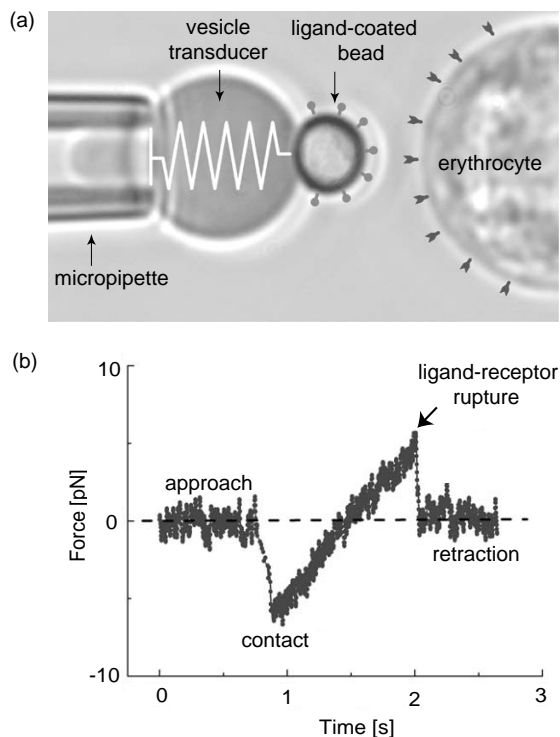 (a)
vesicle
transducer
ligand-coated
bead
erythrocyte
micropipette
(b)
ligand-receptor
rupture
approach
contact
retraction
10
0
-10
Force [pN]
0
1
2
3
Time [s]